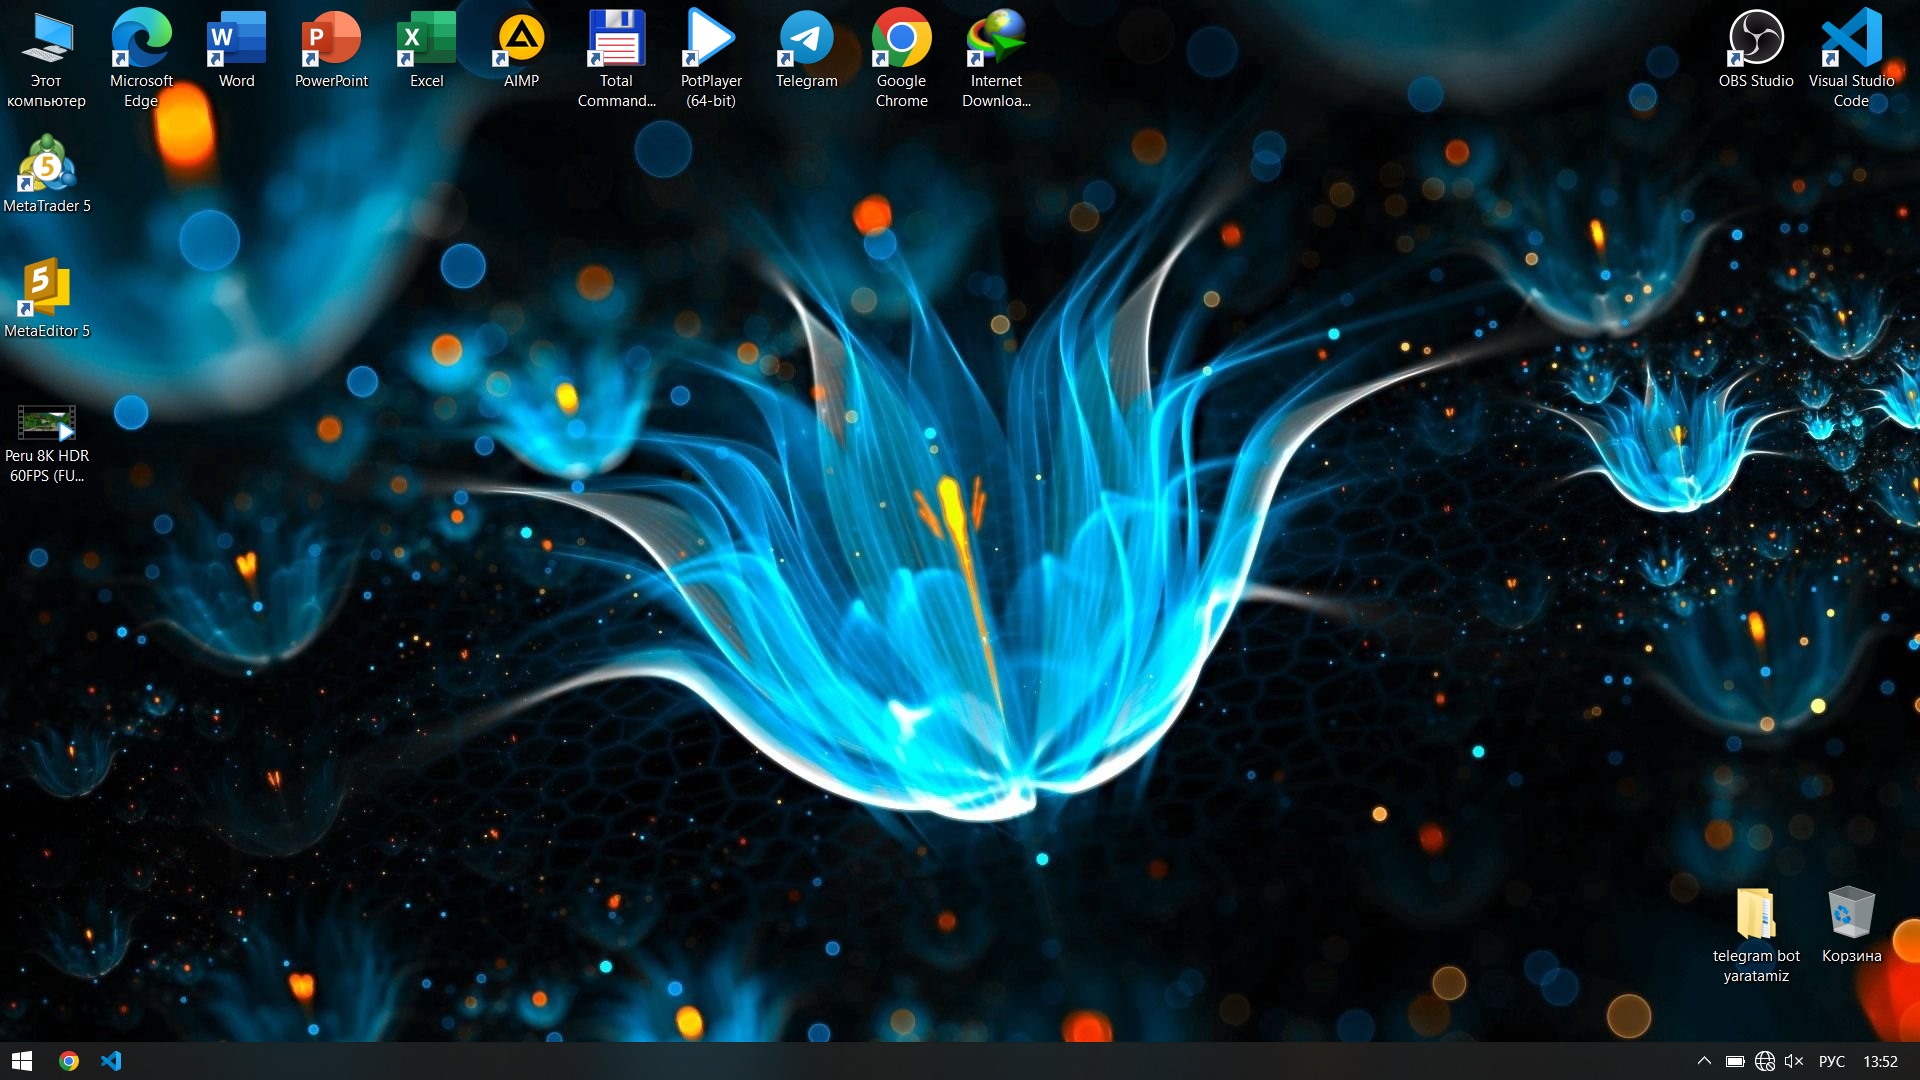 Этот
компьютер
Microsoft
Edge
Word
PowerPoint
Excel
AIMP
Total
Command...
PotPlayer
(64-bit)
Telegram
Google
Chrome
Internet
Downloa...
OBS Studio
Visual Studio
Code
MetaTrader 5
MetaEditor 5
Peru 8K HDR
60FPS (FU...
telegram bot
yaratamiz
Корзина
РУС
13:52